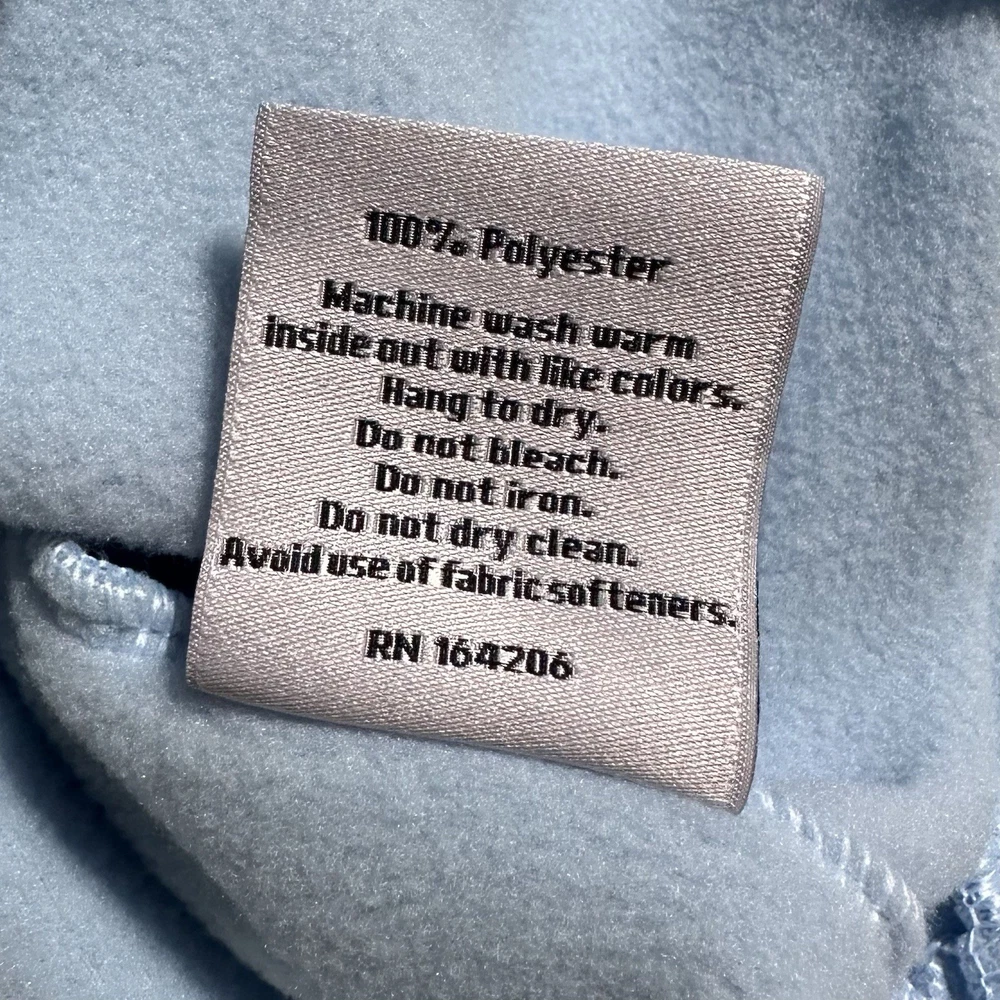 100% Polyester
Machine wash warm
inside out with like colors.
Hang to dry.
Do not bleach.
Do not iron.
Do not dry clean.
Avoid use of fabric softeners.
RN 164206